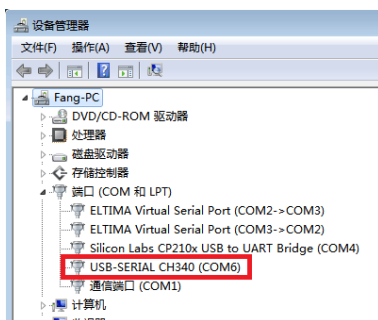 设备管理器
文件(F) 操作(A) 查看(V) 帮助(H)
Fang-PC
DVD/CD-ROM 驱动器
处理器
磁盘驱动器
存储控制器
端口 (COM 和 LPT)
ELTIMA Virtual Serial Port (COM2->COM3)
ELTIMA Virtual Serial Port (COM3->COM2)
Silicon Labs CP210x USB to UART Bridge (COM4)
USB-SERIAL CH340 (COM6)
通信端口 (COM1)
计算机